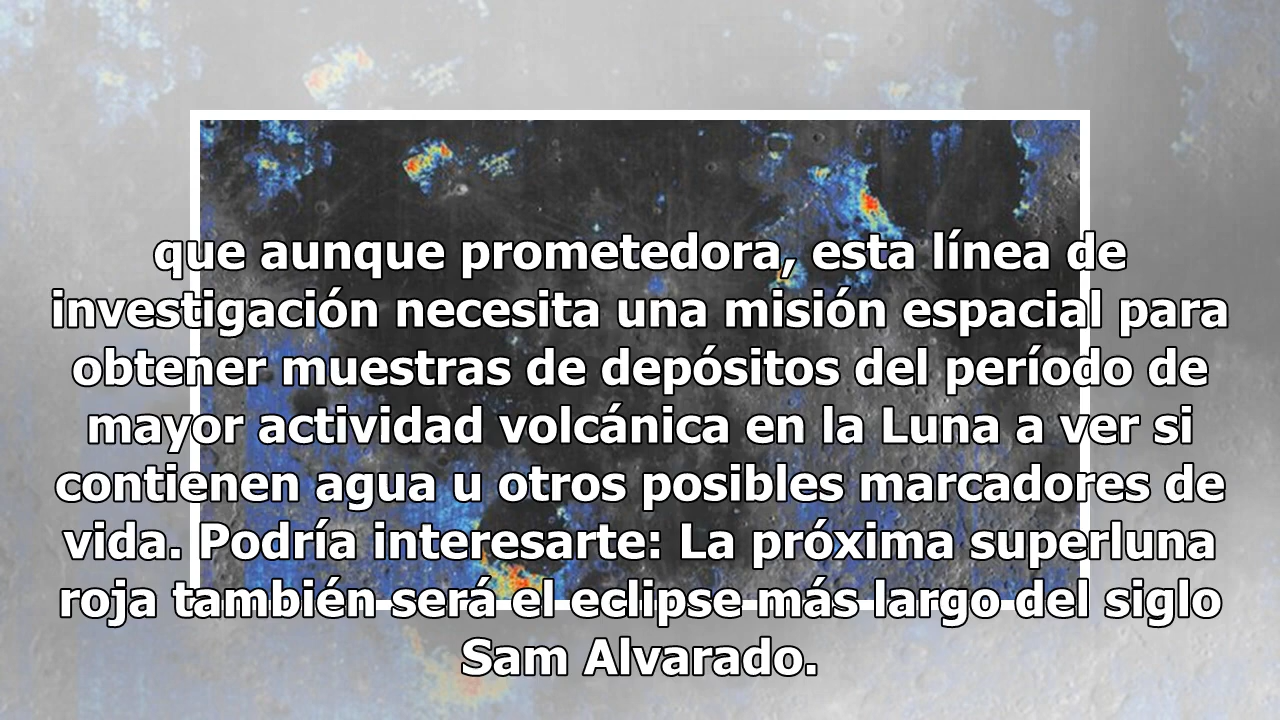 que aunque prometedora, esta línea de
investigación necesita una misión espacial para
obtener muestras de depósitos del período de
mayor actividad volcánica en la Luna a ver si
contienen agua u otros posibles marcadores de
vida. Podría interesarte: La próxima superluna
roja también será el eclipse más largo del siglo
Sam Alvarado.